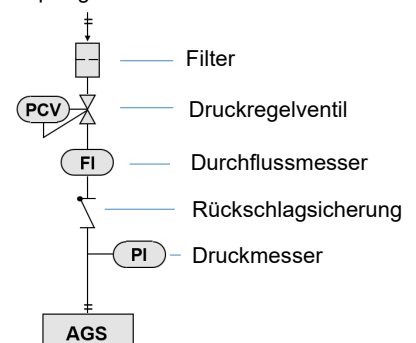 Filter
PCV
Druckregelventil
FI
Durchflussmesser
Rückschlagsicherung
PI
Druckmesser
AGS